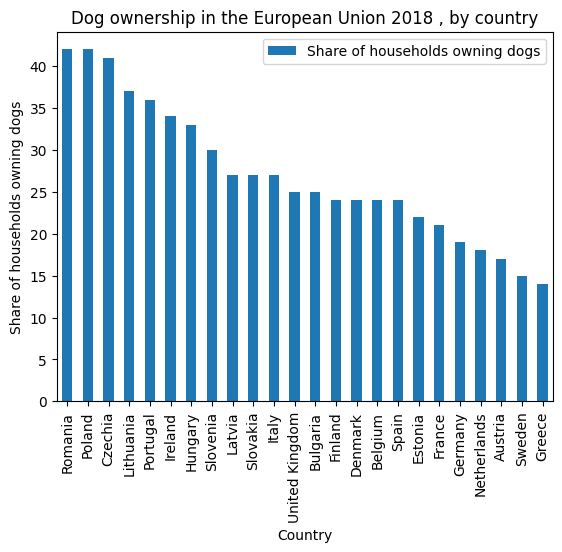 Dog ownership in the European Union 2018 , by country
Share of households owning dogs
Share of households owning dogs
40
35
30
25
20
15
10
5
0
Romania
Poland
Czechia
Lithuania
Portugal
Ireland
Hungary
Slovenia
Latvia
Slovakia
Italy
United Kingdom
Bulgaria
Finland
Denmark
Belgium
Spain
Estonia
France
Germany
Netherlands
Austria
Sweden
Greece
Country